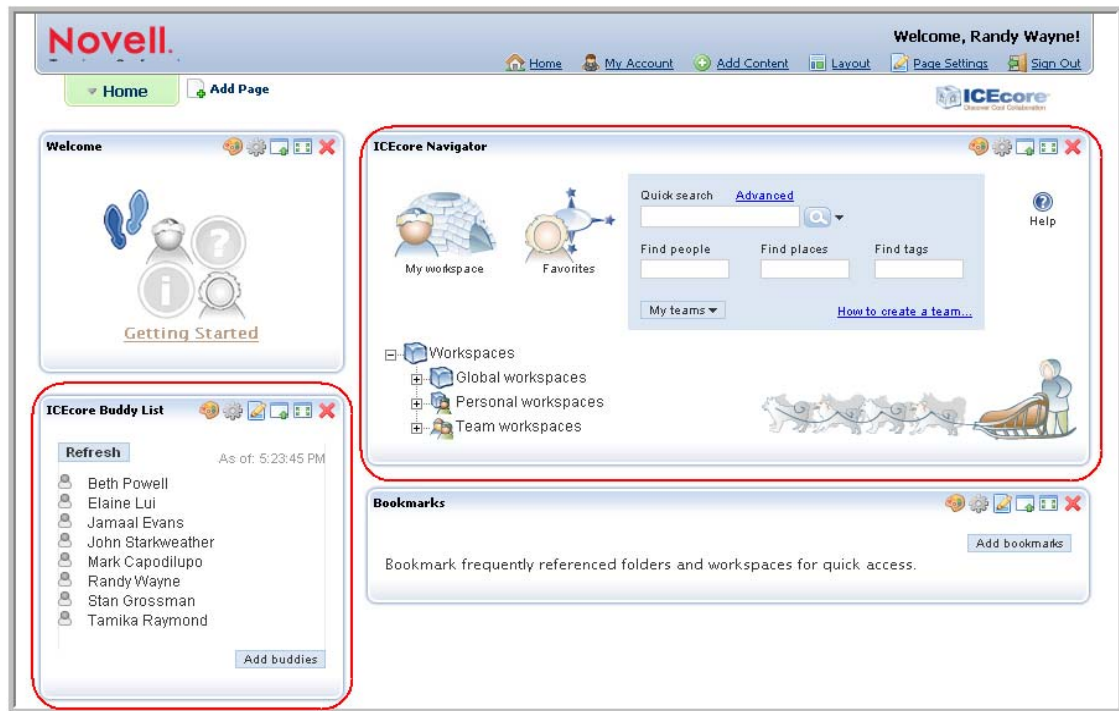 Novell.
Welcome, Randy Wayne!
Home My Account Add Content Layout Page Settings Sign Out
Home Add Page
ICEcore
Welcome
Getting Started
ICEcore Navigator
My workspace Favorites
Quick search Advanced
Find people Find places Find tags
My teams How to create a team...
Help
Workspaces
Global workspaces
Personal workspaces
Team workspaces
ICEcore Buddy List
Refresh As of: 5:23:45 PM
Beth Powell
Elaine Lui
Jamaal Evans
John Starkweather
Mark Capodilupo
Randy Wayne
Stan Grossman
Tamika Raymond
Add buddies
Bookmarks
Add bookmarks
Bookmark frequently referenced folders and workspaces for quick access.